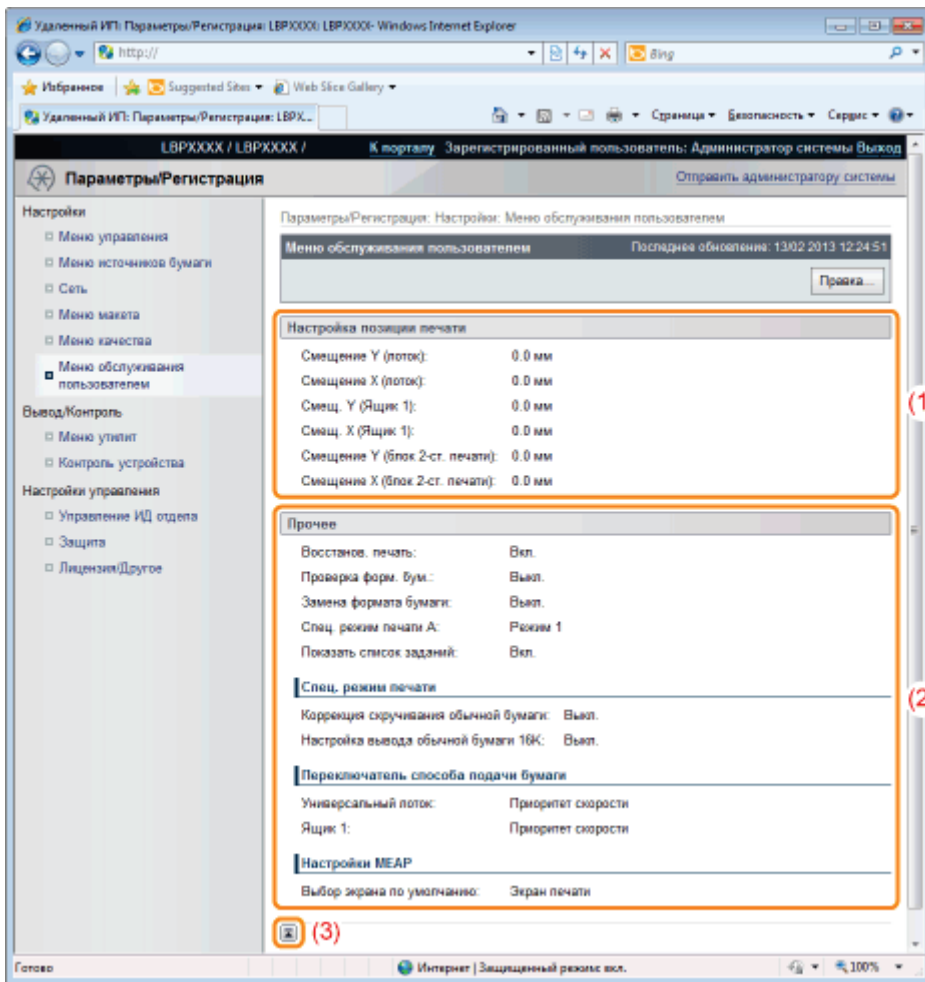 Удаленный ИП: Параметры/Регистрация: LBPXXXX: LBPXXXX- Windows Internet Explorer
http://
Bing
Избранное
Suggested Sites
Web Slice Gallery
Удаленный ИП: Параметры/Регистрация: LBPX...
Страница
Безопасность
Сервис
LBPXXXX / LBPXXXX /
К порталу Зарегистрированный пользователь: Администратор системы Выход
Параметры/Регистрация
Отправить администратору системы
Настройки
Меню управления
Меню источников бумаги
Сеть
Меню макета
Меню качества
Меню обслуживания
пользователем
Вывод/Контроль
Меню утилит
Контроль устройства
Настройки управления
Управление ИД отдела
Защита
Лицензия/Другое
Параметры/Регистрация: Настройки: Меню обслуживания пользователем
Меню обслуживания пользователем
Последнее обновление: 13/02 2013 12:24:51
Правка...
Настройка позиции печати
Смещение Y (лоток): 0.0 мм
Смещение X (лоток): 0.0 мм
Смещ. Y (Ящик 1): 0.0 мм
Смещ. X (Ящик 1): 0.0 мм
Смещение Y (блок 2-ст. печати): 0.0 мм
Смещение X (блок 2-ст. печати): 0.0 мм
(1
Прочее
Восстанов. печать: Вкл.
Проверка форм. бум.: Выкл.
Замена формата бумаги: Выкл.
Спец. режим печати A: Режим 1
Показать список заданий: Вкл.
Спец. режим печати
(2
Коррекция скручивания обычной бумаги: Выкл.
Настройка вывода обычной бумаги 16K: Выкл.
Переключатель способа подачи бумаги
Универсальный лоток: Приоритет скорости
Ящик 1: Приоритет скорости
Настройки MEAP
Выбор экрана по умолчанию: Экран печати
(3)
Готово
Интернет | Защищенный режим: вкл.
100%